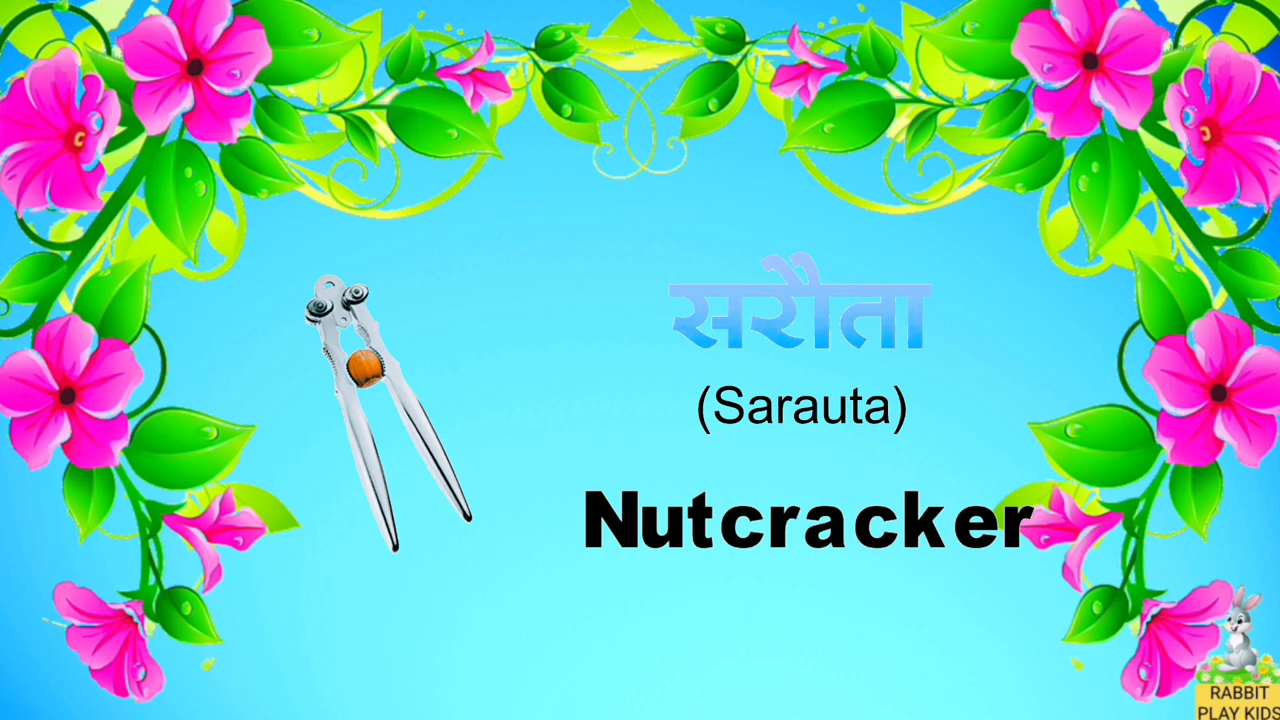 सरौता
(Sarauta)
Nutcracker
RABBIT
PLAY KIDS